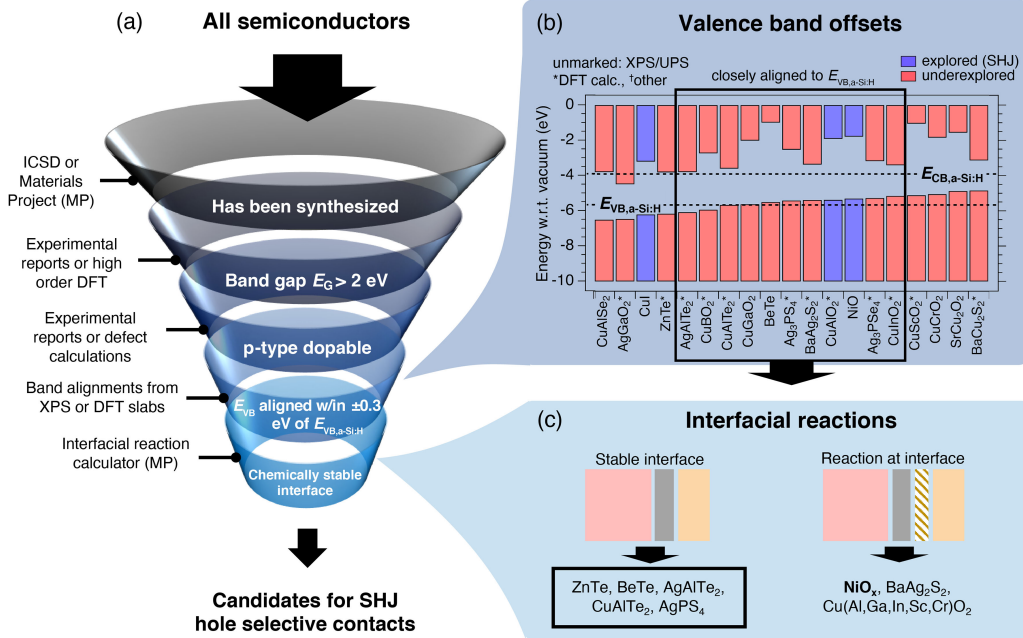 (a)
All semiconductors
ICSD or
Materials
Project (MP)
Has been synthesized
Experimental
reports or high
order DFT
Band gap EG > 2 eV
Experimental
reports or defect
calculations
p-type dopable
Band alignments from
XPS or DFT slabs
EVB aligned w/in ±0.3
eV of EVB,a-Si:H
Interfacial reaction
calculator (MP)
Chemically stable
interface
Candidates for SHJ
hole selective contacts
(b)
Valence band offsets
unmarked: XPS/UPS
*DFT calc., †other
closely aligned to EVB,a-Si:H
explored (SHJ)
underexplored
Energy w.r.t. vacuum (eV)
0
-2
-4
-6
-8
-10
ECB,a-Si:H
EVB,a-Si:H
CuAlSe2
AgGaO2*
CuI
ZnTe†
AgAlTe2*
CuBO2*
CuAlTe2*
CuGaO2
BeTe
Ag3PS4*
BaAg2S2*
CuAlO2*
NiO
Ag3PSe4*
CuInO2*
CuScO2*
CuCrO2
SrCu2O2
BaCu2S2*
(c)
Interfacial reactions
Stable interface
Reaction at interface
ZnTe, BeTe, AgAlTe2,
CuAlTe2, AgPS4
NiOx, BaAg2S2,
Cu(Al,Ga,In,Sc,Cr)O2